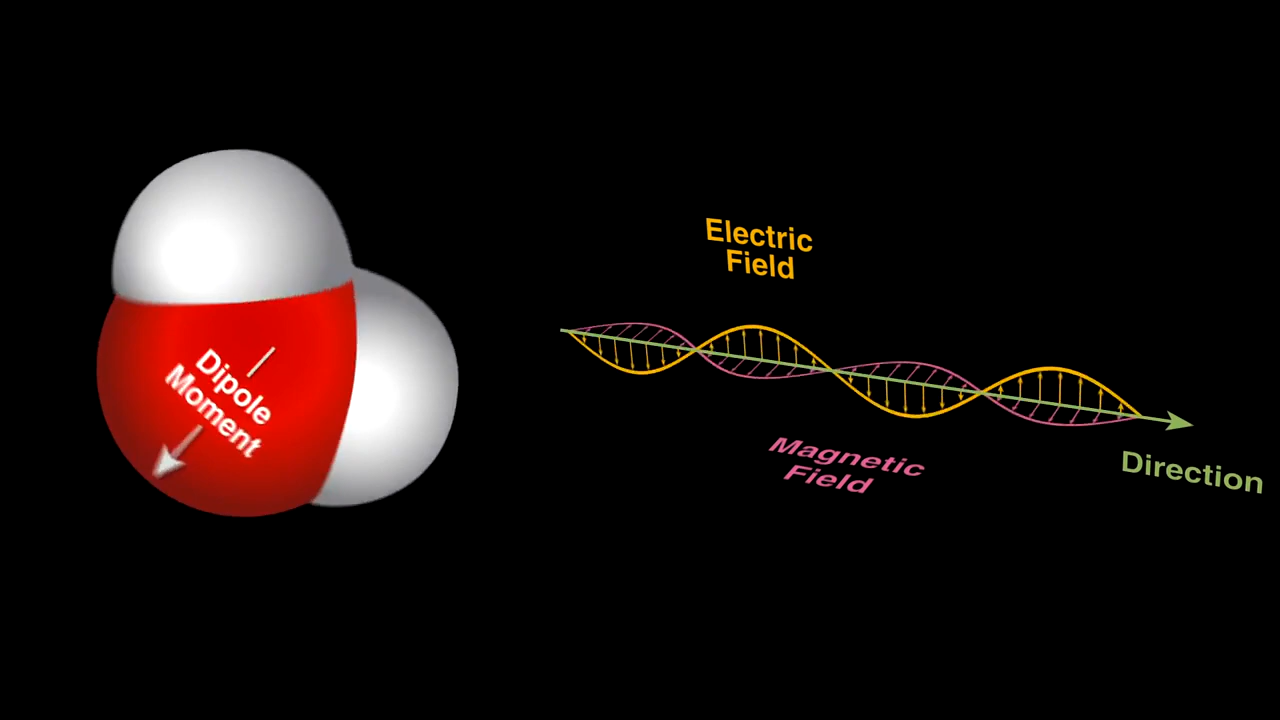 Dipole
Moment
Electric
Field
Magnetic
Field
Direction